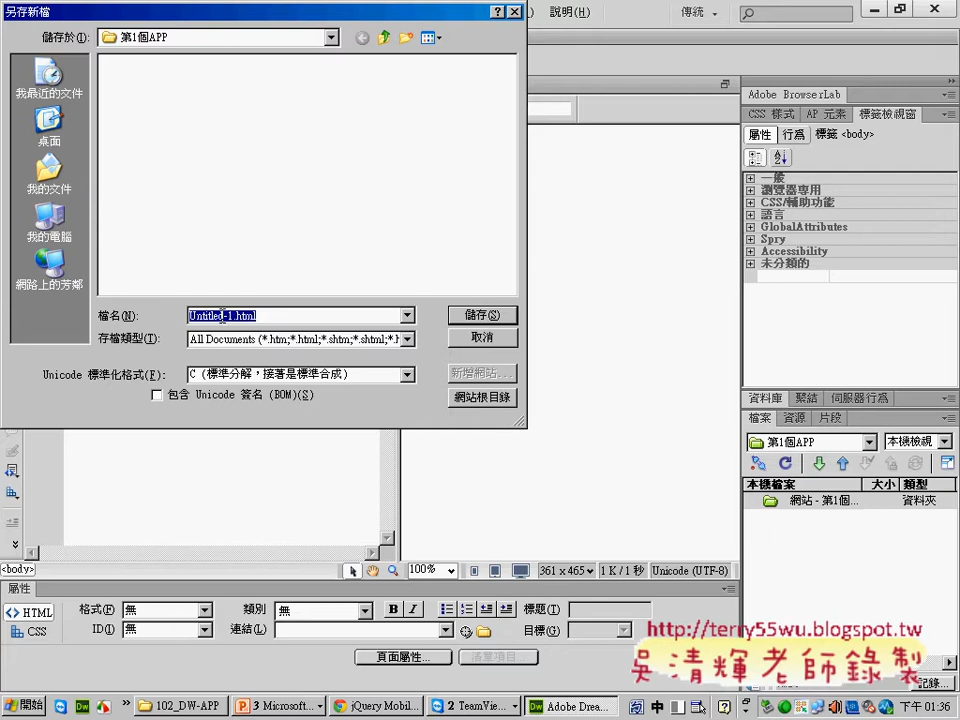 另存新檔
說明(H)
傳統
儲存於(I):
第1個APP
我最近的文件
桌面
我的文件
我的電腦
網路上的芳鄰
檔名(N):
Untitled-1.html
儲存(S)
存檔類型(T):
All Documents (*.htm;*.html;*.shtm;*.shtml;*.h
取消
Unicode 標準化格式(F):
C (標準分解，接著是標準合成)
新增網站...
包含 Unicode 簽名 (BOM)(S)
網站根目錄
Adobe BrowserLab
CSS 樣式
AP 元素
標籤檢視窗
屬性
行為
標籤 <body>
一般
瀏覽器專用
CSS/輔助功能
語言
GlobalAttributes
Spry
Accessibility
未分類的
資料庫
繫結
伺服器行為
檔案
資源
片段
第1個APP
本機檢視
本機檔案
大小
類型
網站 - 第1個...
資料夾
<body>
100%
361 x 465
1 K / 1 秒
Unicode (UTF-8)
屬性
<> HTML
格式(F)
無
類別
無
B
I
標題(T)
CSS
ID(I)
無
連結(L)
目標(G)
頁面屬性...
清單項目...
http://terry55wu.blogspot.tw
吳清輝老師錄製
記錄...
開始
102_DW-APP
3 Microsoft...
jQuery Mobil...
2 TeamView...
Adobe Drea...
下午 01:36